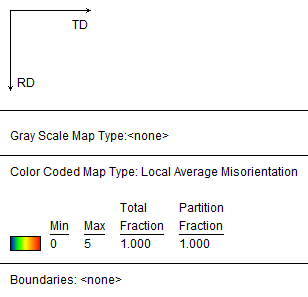 TD
RD
Gray Scale Map Type:<none>
Color Coded Map Type: Local Average Misorientation
Total Partition
Min Max Fraction Fraction
0 5 1.000 1.000
Boundaries: <none>